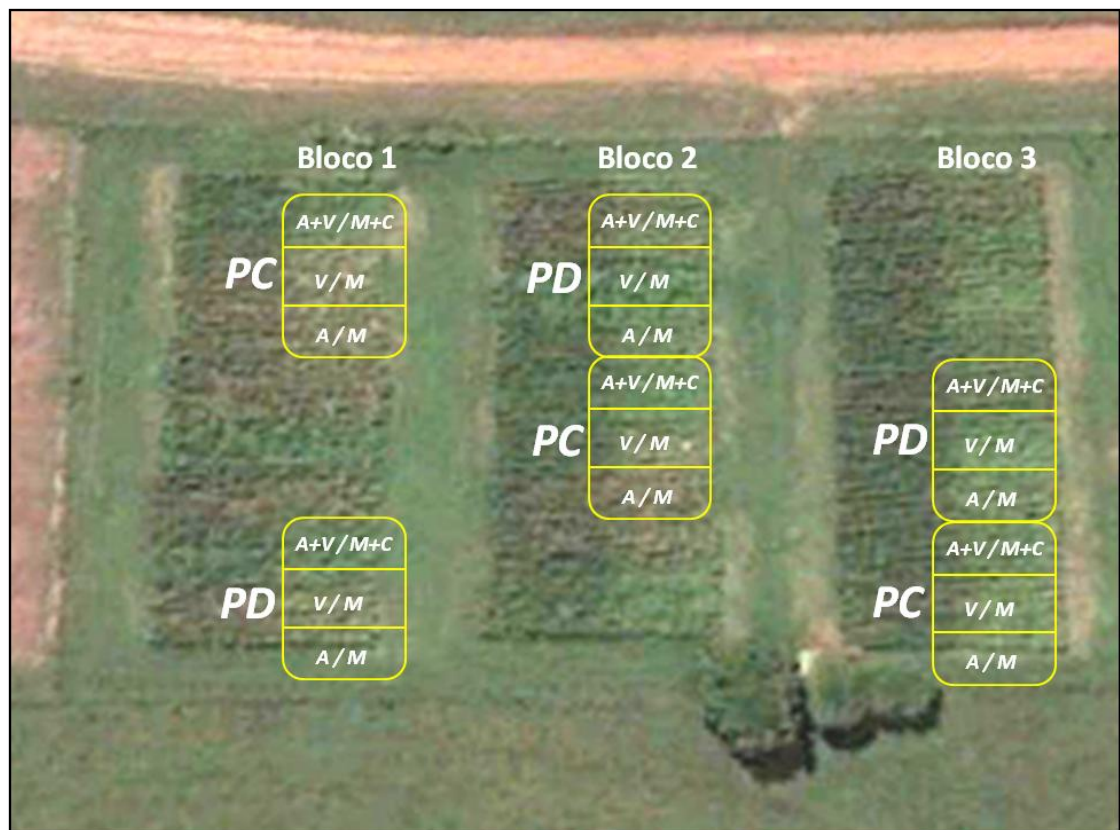 Bloco 1
A+V / M+C
PC
V / M
A / M
A+V / M+C
PD
V / M
A / M
Bloco 2
A+V / M+C
PD
V / M
A / M
A+V / M+C
PC
V / M
A / M
Bloco 3
A+V / M+C
PD
V / M
A / M
A+V / M+C
PC
V / M
A / M